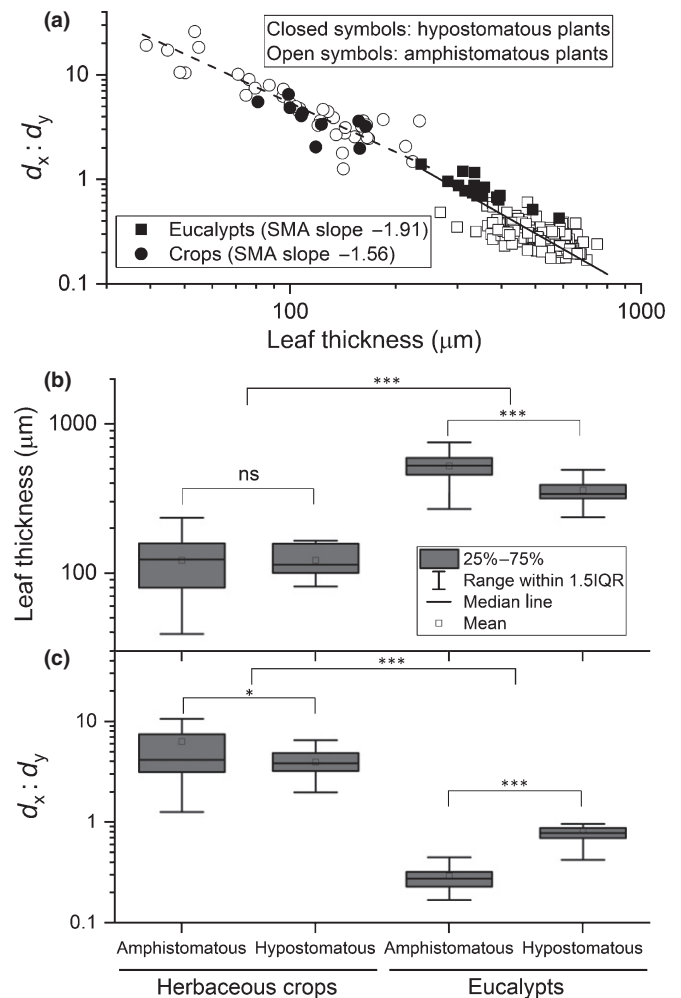 (a)
Closed symbols: hypostomatous plants
Open symbols: amphistomatous plants
10
1
0.1
dx : dy
Eucalypts (SMA slope −1.91)
Crops (SMA slope −1.56)
100
1000
Leaf thickness (μm)
(b)
***
***
ns
1000
100
Leaf thickness (μm)
25%–75%
Range within 1.5IQR
Median line
Mean
(c)
***
*
***
10
1
0.1
dx : dy
Amphistomatous Hypostomatous Amphistomatous Hypostomatous
Herbaceous crops Eucalypts